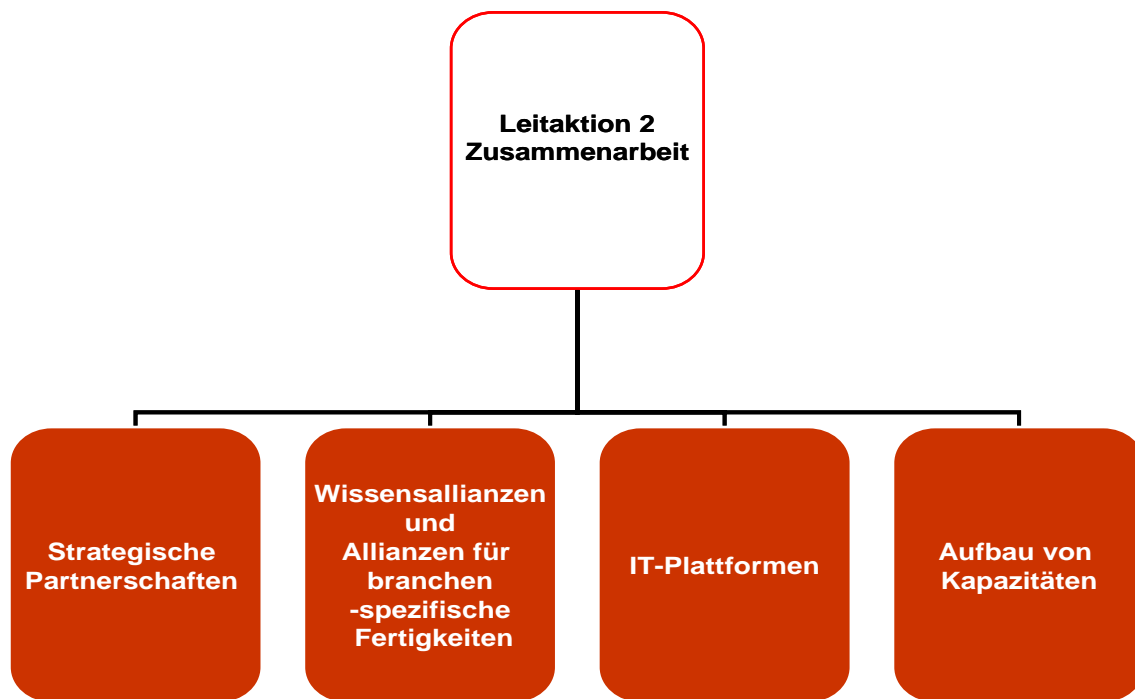 Leitaktion 2
Zusammenarbeit
Strategische
Partnerschaften
Wissensallianzen
und
Allianzen für
branchen
-spezifische
Fertigkeiten
IT-Plattformen
Aufbau von
Kapazitäten